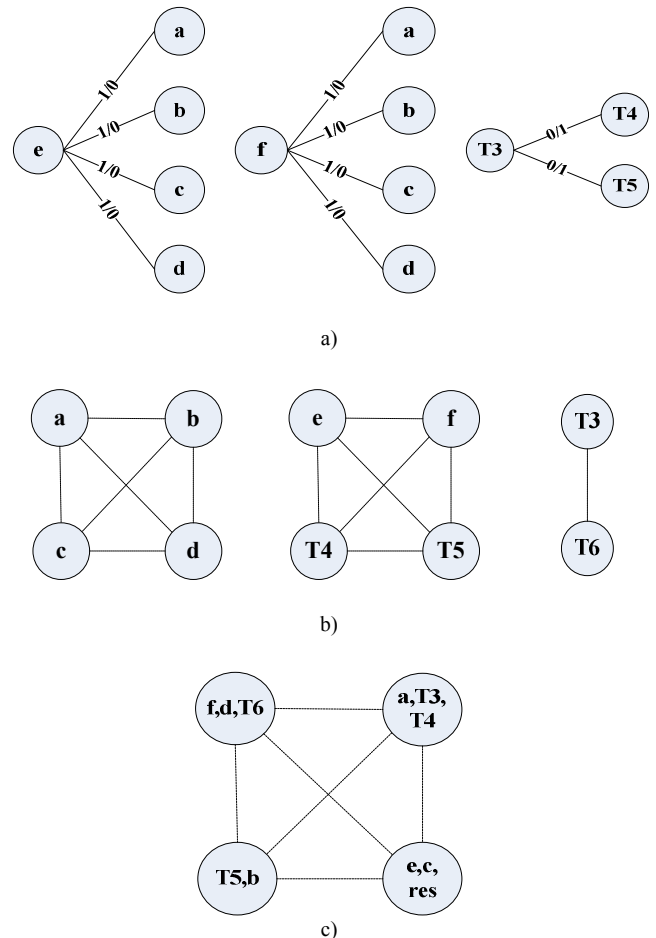 a
1/0
b
1/0
e
1/0
c
1/0
d
a
1/0
b
1/0
f
1/0
c
1/0
d
T4
0/1
T3
0/1
T5
a)
a
b
c
d
e
f
T4
T5
T3
T6
b)
f,d,T6
a,T3,
T4
T5,b
e,c,
res
c)